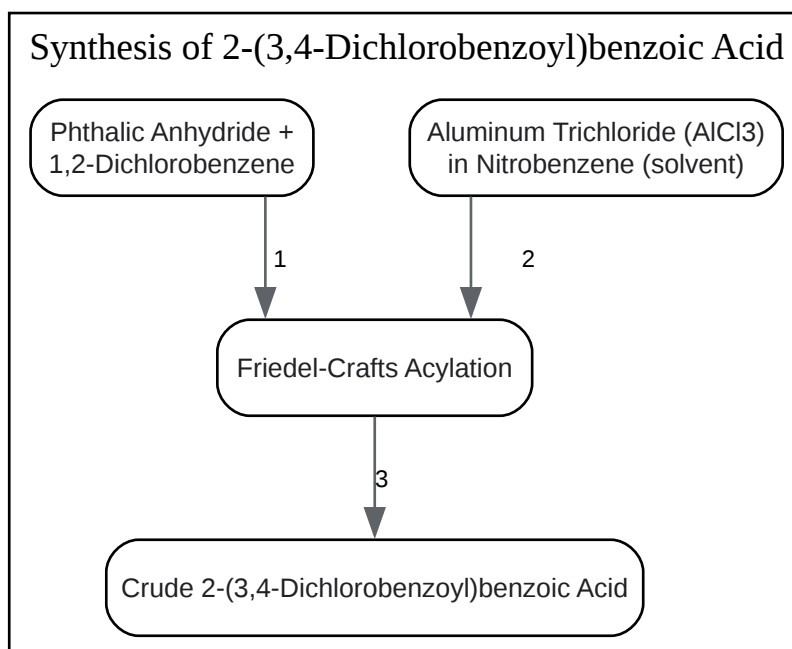 Synthesis of 2-(3,4-Dichlorobenzoyl)benzoic Acid
Phthalic Anhydride +
1,2-Dichlorobenzene
Aluminum Trichloride (AlCl3)
in Nitrobenzene (solvent)
1
2
Friedel-Crafts Acylation
3
Crude 2-(3,4-Dichlorobenzoyl)benzoic Acid